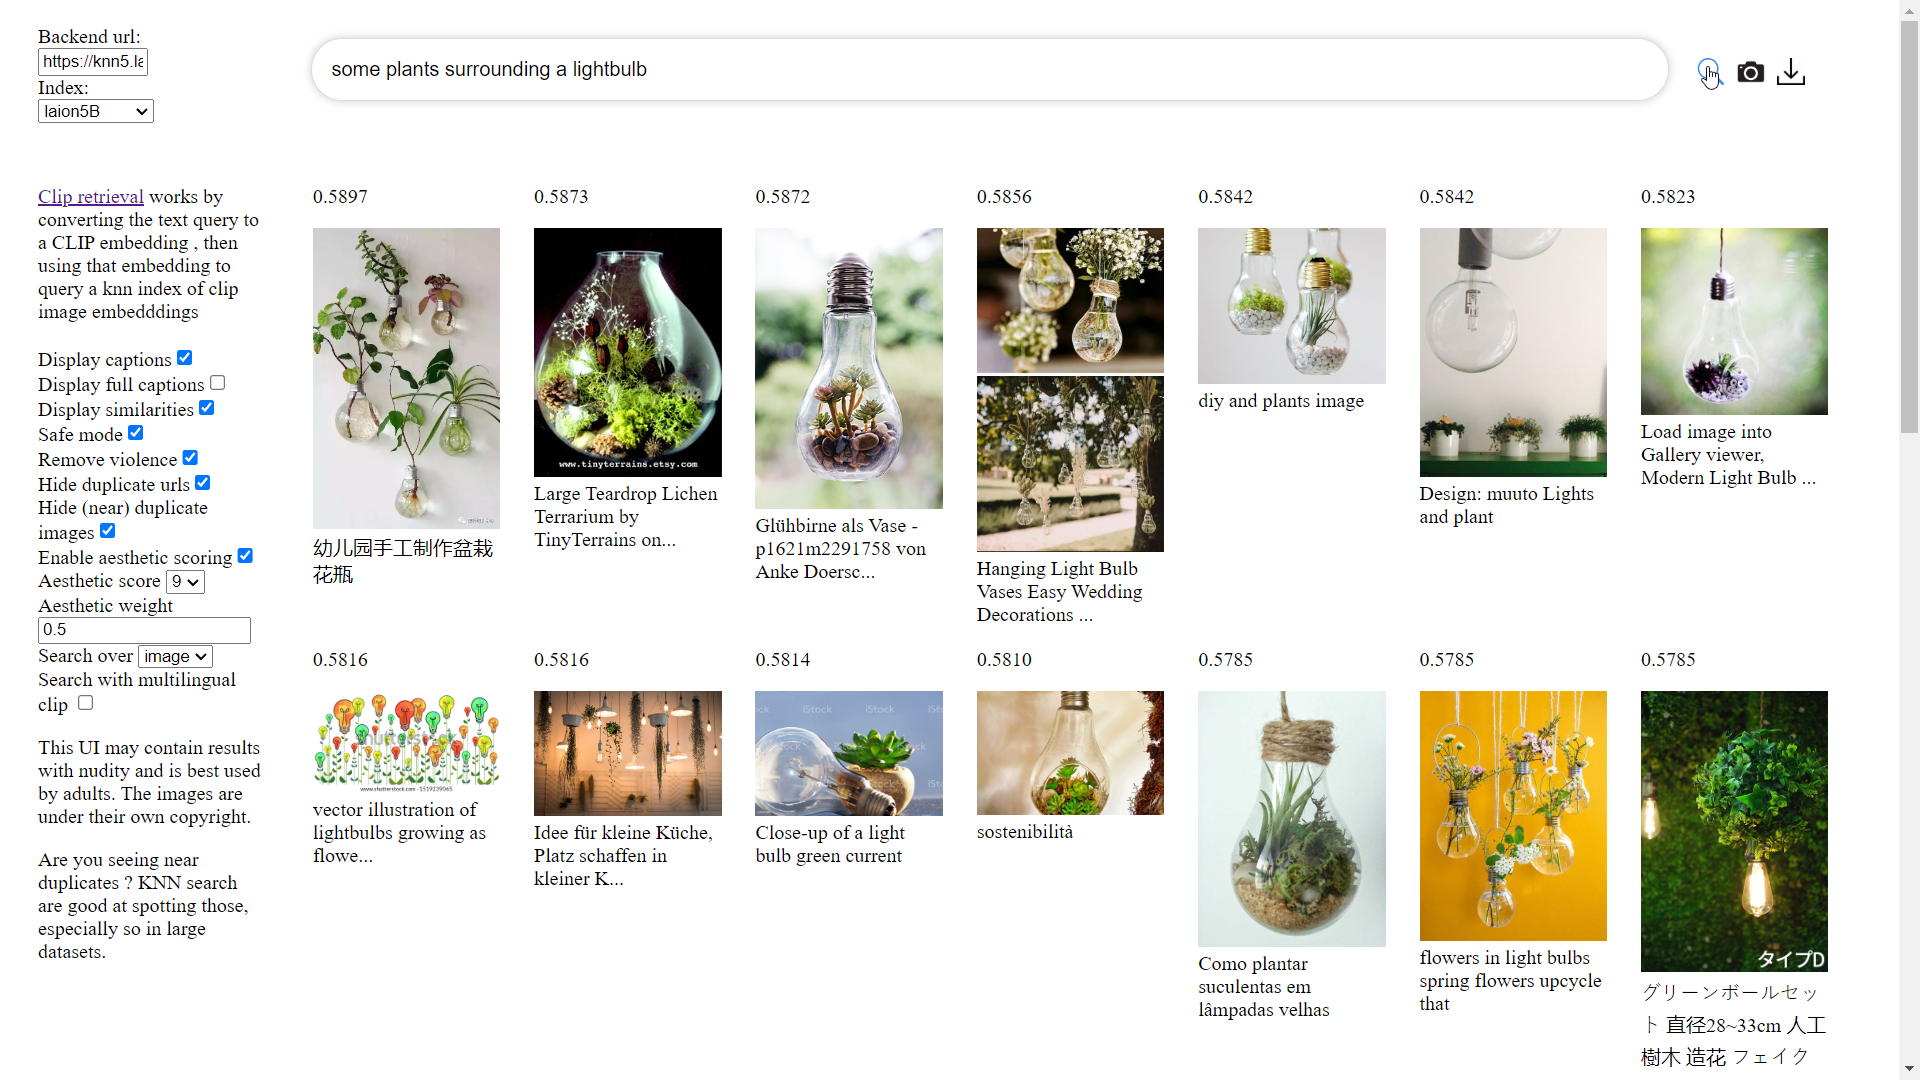 Backend url:
https://knn5.la
Index:
laion5B
some plants surrounding a lightbulb
Clip retrieval works by
converting the text query to
a CLIP embedding , then
using that embedding to
query a knn index of clip
image embedddings
Display captions
Display full captions
Display similarities
Safe mode
Remove violence
Hide duplicate urls
Hide (near) duplicate
images
Enable aesthetic scoring
Aesthetic score 9
Aesthetic weight
0.5
Search over image
Search with multilingual
clip
This UI may contain results
with nudity and is best used
by adults. The images are
under their own copyright.
Are you seeing near
duplicates ? KNN search
are good at spotting those,
especially so in large
datasets.
0.5897
幼儿园手工制作盆栽
花瓶
0.5873
www.tinyterrains.etsy.com
Large Teardrop Lichen
Terrarium by
TinyTerrains on...
0.5872
Glühbirne als Vase -
p1621m2291758 von
Anke Doersc...
0.5856
Hanging Light Bulb
Vases Easy Wedding
Decorations ...
0.5842
diy and plants image
0.5842
Design: muuto Lights
and plant
0.5823
Load image into
Gallery viewer,
Modern Light Bulb ...
0.5816
shutterstock
www.shutterstock.com · 1519239065
vector illustration of
lightbulbs growing as
flowe...
0.5816
Idee für kleine Küche,
Platz schaffen in
kleiner K...
0.5814
iStock
Close-up of a light
bulb green current
0.5810
sostenibilità
0.5785
Como plantar
suculentas em
lâmpadas velhas
0.5785
flowers in light bulbs
spring flowers upcycle
that
0.5785
タイプD
グリーンボールセッ
ト 直径28~33cm 人工
樹木 造花 フェイク